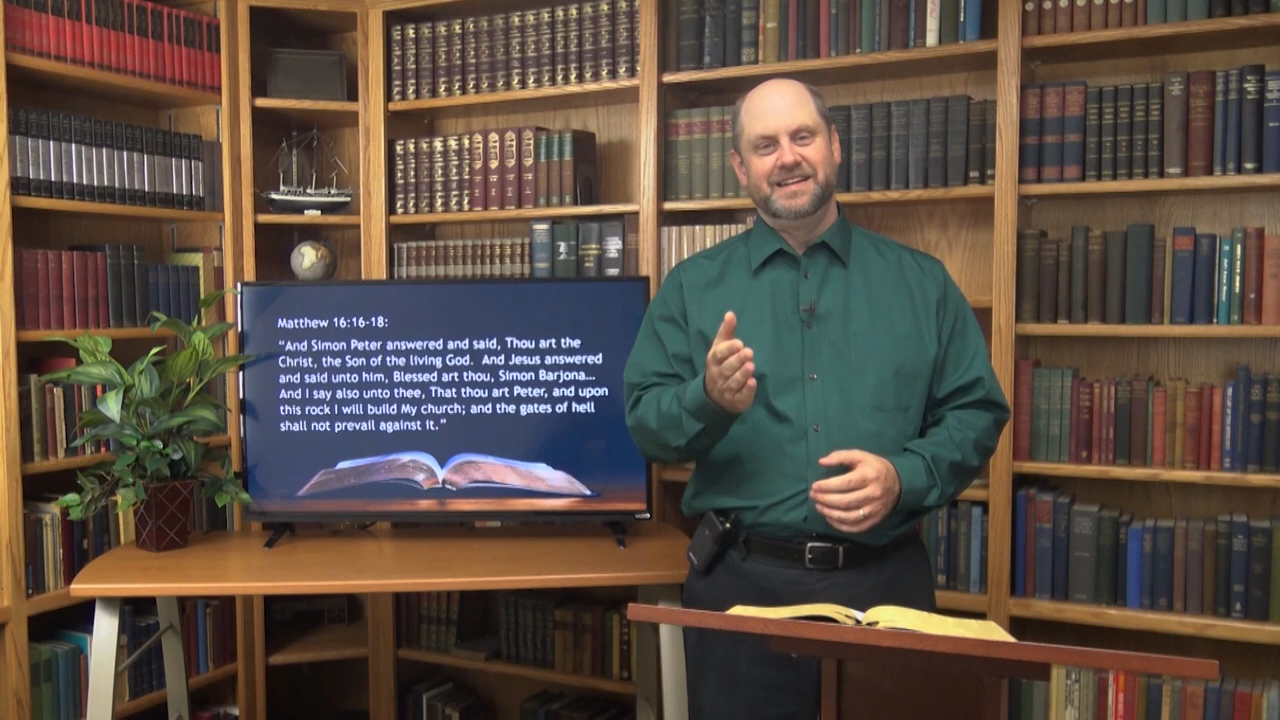 Matthew 16:16-18:
“And Simon Peter answered and said, Thou art the
Christ, the Son of the living God.  And Jesus answered
and said unto him, Blessed art thou, Simon Barjona...
And I say also unto thee, That thou art Peter, and upon
this rock I will build My church; and the gates of hell
shall not prevail against it.”